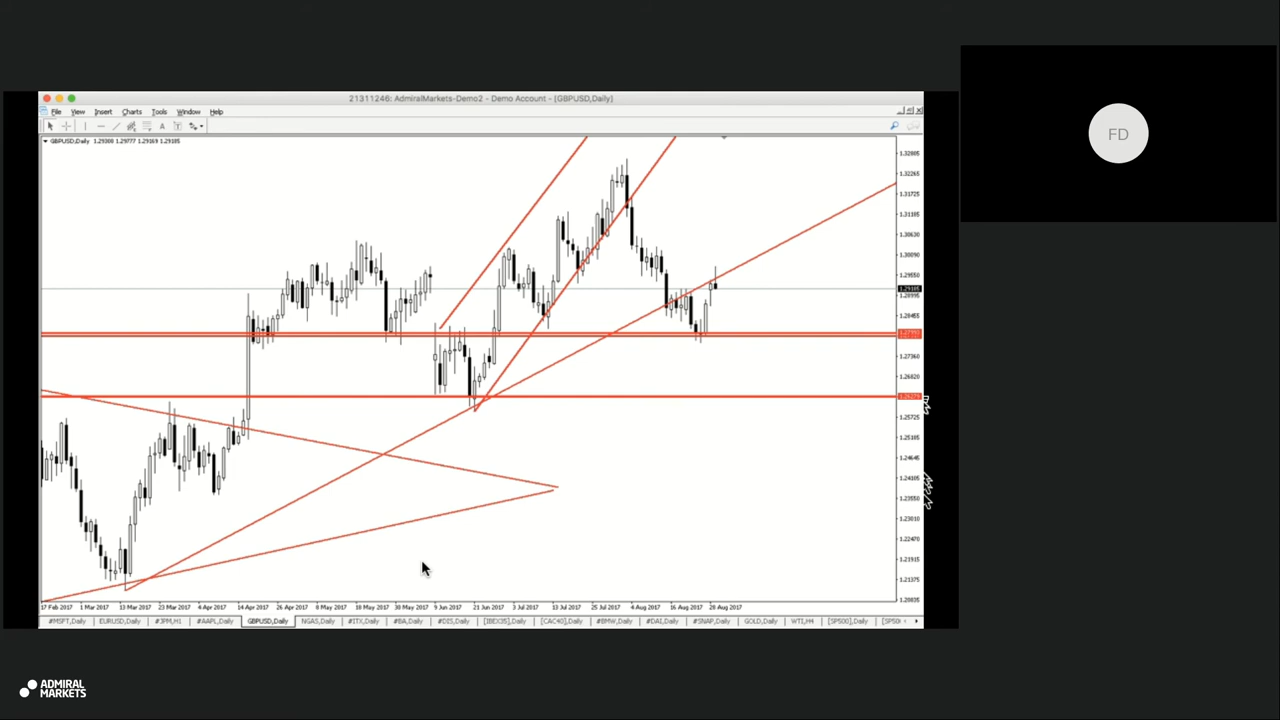 21311246: AdmiralMarkets-Demo2 - Demo Account - [GBPUSD,Daily]
File View Insert Charts Tools Window Help
A T
GBPUSD,Daily 1.29300 1.29777 1.29169 1.29185
1.32805
1.32265
1.31725
1.31185
1.30630
1.30090
1.29550
1.29185
1.28995
1.28455
1.27360
1.26820
1.25725
1.25185
1.24645
1.24105
1.23550
1.23010
1.22470
1.21915
1.21375
1.20835
17 Feb 2017 1 Mar 2017 13 Mar 2017 23 Mar 2017 4 Apr 2017 14 Apr 2017 26 Apr 2017 8 May 2017 18 May 2017 30 May 2017 9 Jun 2017 21 Jun 2017 3 Jul 2017 13 Jul 2017 25 Jul 2017 4 Aug 2017 16 Aug 2017 28 Aug 2017
#MSFT,Daily EURUSD,Daily #JPM,H1 #AAPL,Daily GBPUSD,Daily NGAS,Daily #ITX,Daily #BA,Daily #DIS,Daily [IBEX35],Daily [CAC40],Daily #BMW,Daily #DAI,Daily #SNAP,Daily GOLD,Daily WTI,H4 [SP500],Daily [SP50
FD
ADMIRAL
MARKETS